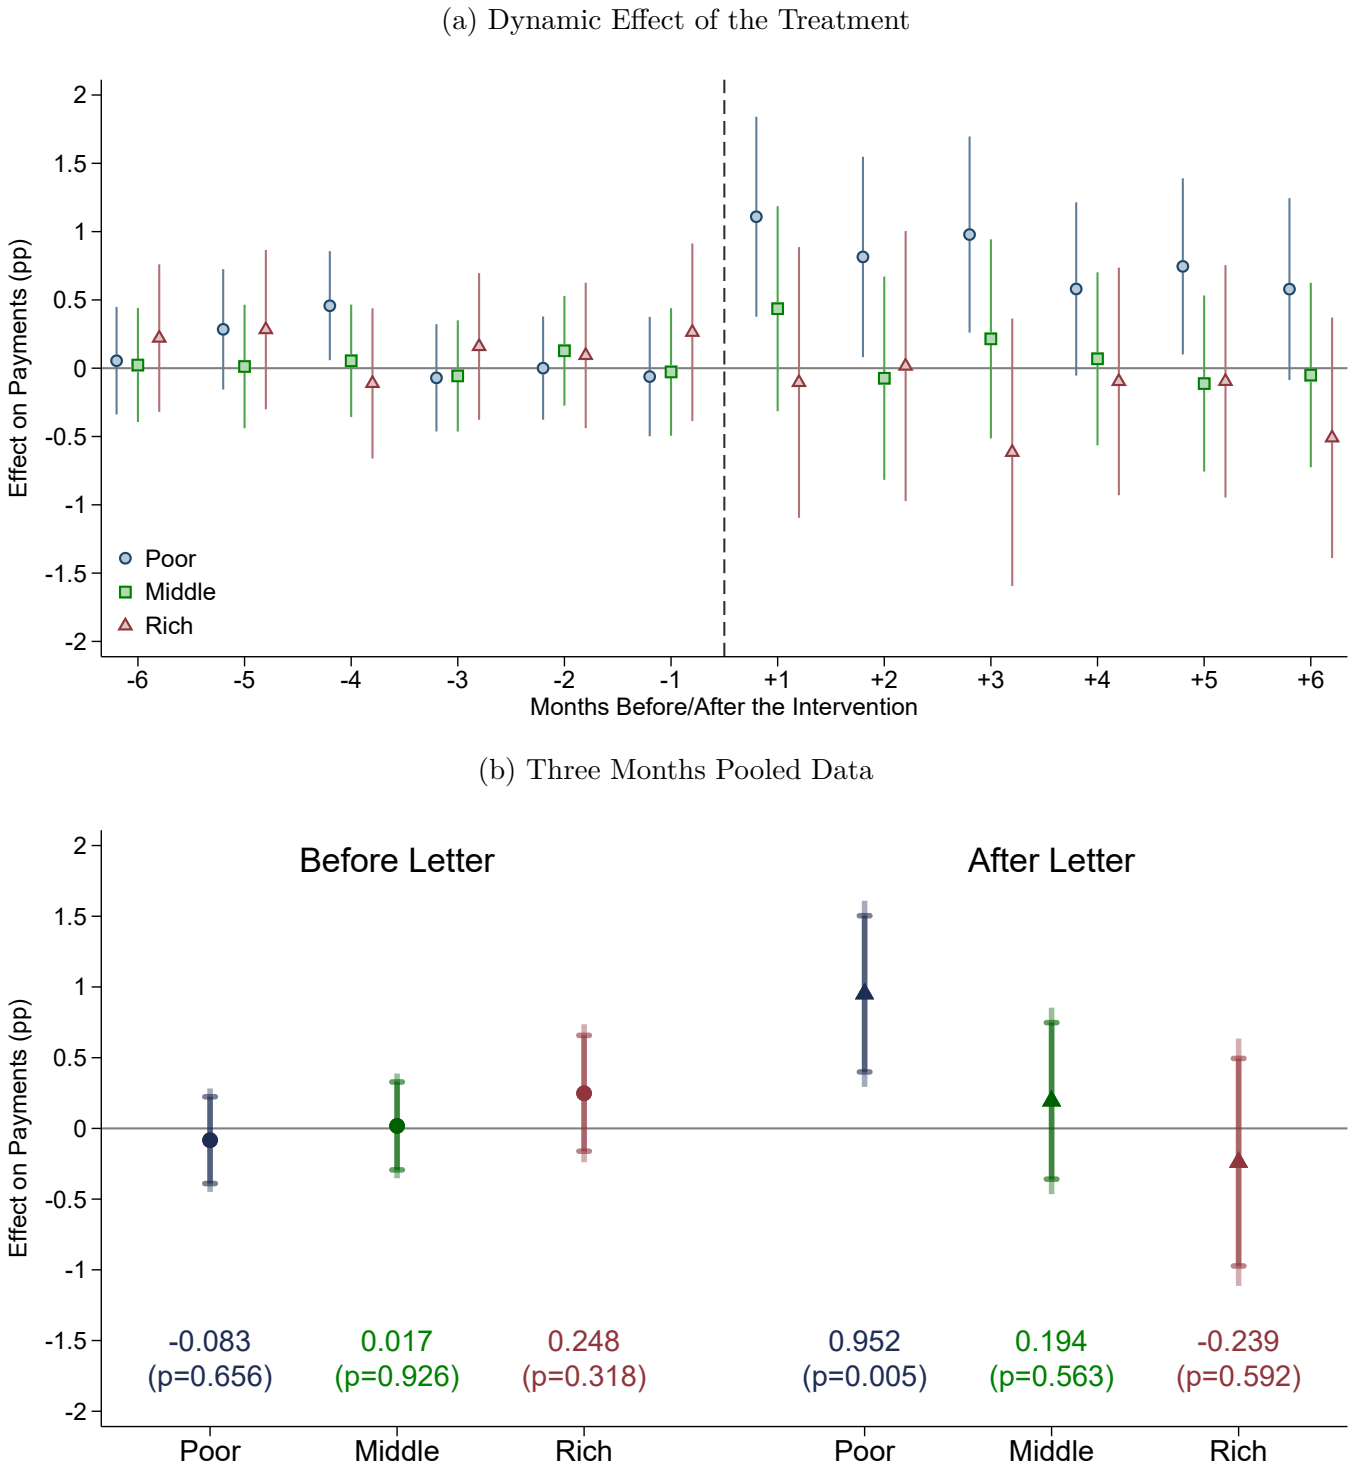 (a) Dynamic Effect of the Treatment
2
1.5
1
0.5
0
-0.5
-1
-1.5
-2
Effect on Payments (pp)
Poor
Middle
Rich
-6 -5 -4 -3 -2 -1 +1 +2 +3 +4 +5 +6
Months Before/After the Intervention
(b) Three Months Pooled Data
Before Letter After Letter
2
1.5
1
0.5
0
-0.5
-1
-1.5
-2
Effect on Payments (pp)
-0.083 0.017 0.248 0.952 0.194 -0.239
(p=0.656) (p=0.926) (p=0.318) (p=0.005) (p=0.563) (p=0.592)
Poor Middle Rich Poor Middle Rich